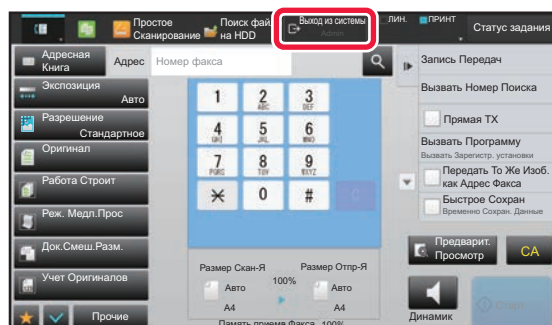 Простое
Сканирование
Поиск фай
на HDD
Выход из системы
Admin
ЛИН.
ПРИНТ
Статус задания
Адресная
Книга
Адрес
Номер факса
Экспозиция
Авто
Разрешение
Стандартное
Оригинал
Работа Строит
Реж. Медл.Прос
Док.Смеш.Разм.
Учет Оригиналов
Прочие
1
2
ABC
3
DEF
4
GHI
5
JKL
6
MNO
7
PQRS
8
TUV
9
WXYZ
0
#
Размер Скан-Я
Авто
A4
100%
Размер Отпр-Я
Авто
A4
Память приема Факса 100%
Запись Передач
Вызвать Номер Поиска
Прямая TX
Вызвать Программу
Вызвать Зарегистр. установки
Передать То Же Изоб.
как Адрес Факса
Быстрое Сохран
Временно Сохран. Данные
Предварит.
Просмотр
CA
Динамик
Старт